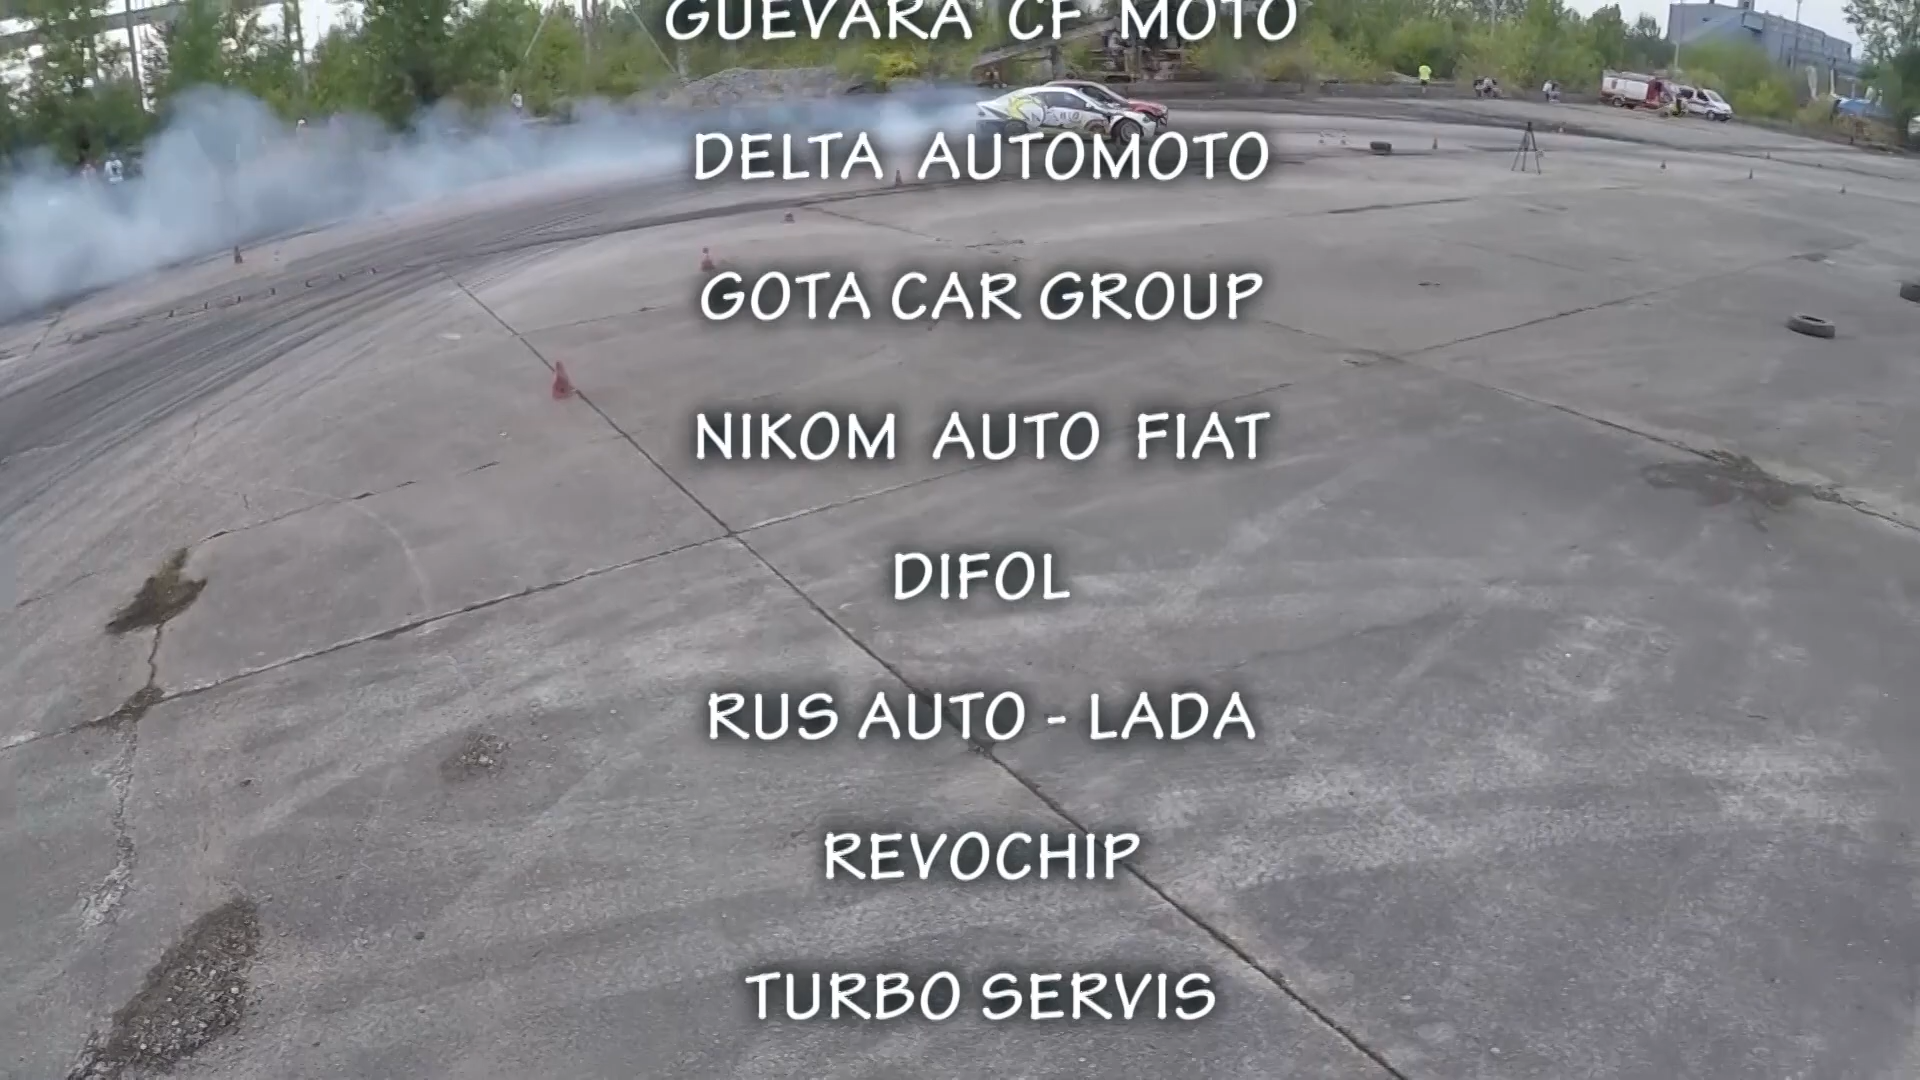 GUEVARA CF MOTO
DELTA AUTOMOTO
GOTA CAR GROUP
NIKOM AUTO FIAT
DIFOL
RUS AUTO - LADA
REVOCHIP
TURBO SERVIS